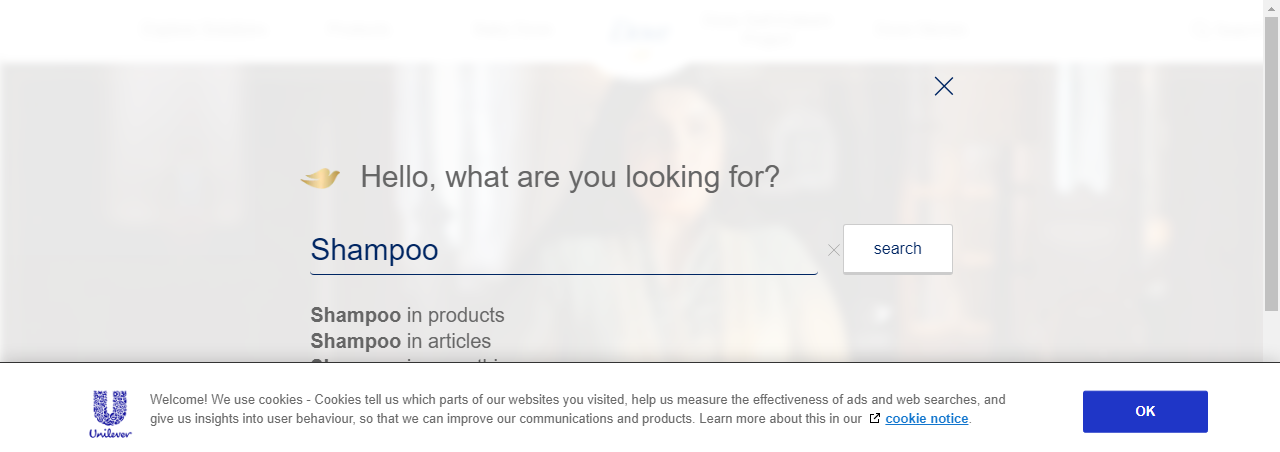 Hello, what are you looking for?
Shampoo
search
Shampoo in products
Shampoo in articles
Welcome! We use cookies - Cookies tell us which parts of our websites you visited, help us measure the effectiveness of ads and web searches, and
give us insights into user behaviour, so that we can improve our communications and products. Learn more about this in our cookie notice.
OK
Unilever